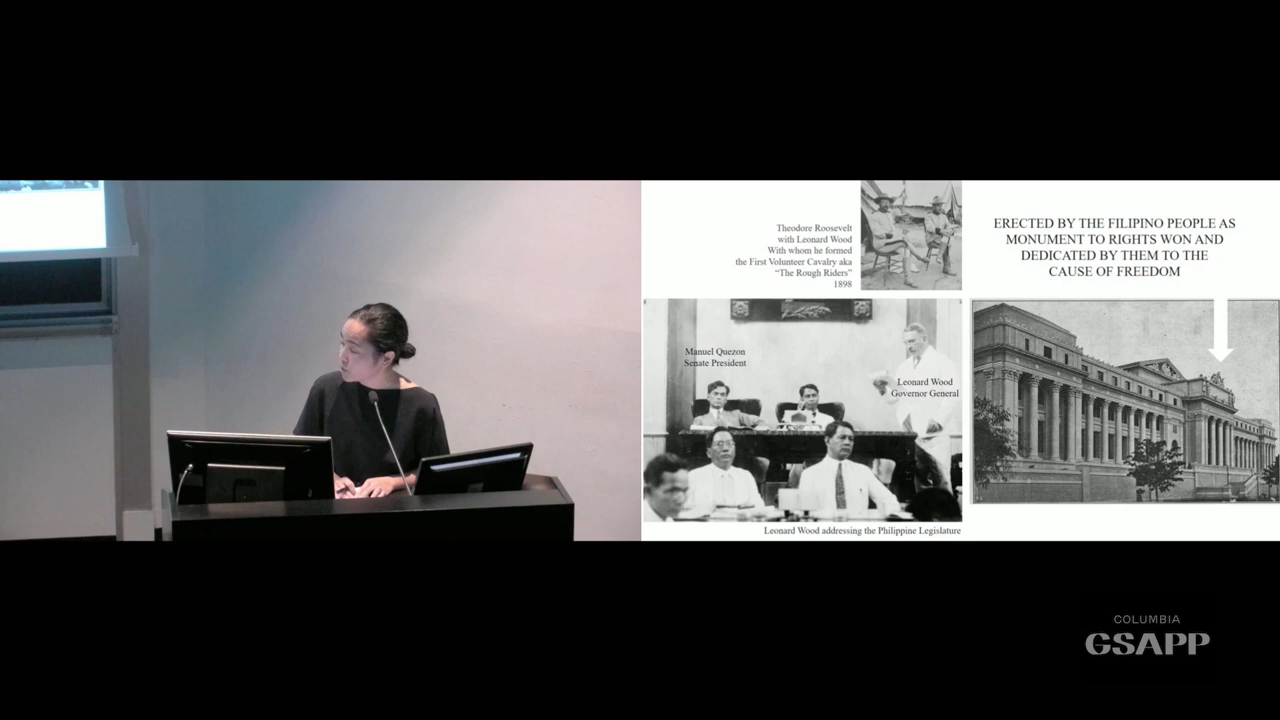 Theodore Roosevelt
with Leonard Wood
With whom he formed
the First Volunteer Cavalry aka
“The Rough Riders”
1898
ERECTED BY THE FILIPINO PEOPLE AS
MONUMENT TO RIGHTS WON AND
DEDICATED BY THEM TO THE
CAUSE OF FREEDOM
Manuel Quezon
Senate President
Leonard Wood
Governor General
Leonard Wood addressing the Philippine Legislature
COLUMBIA
GSAPP